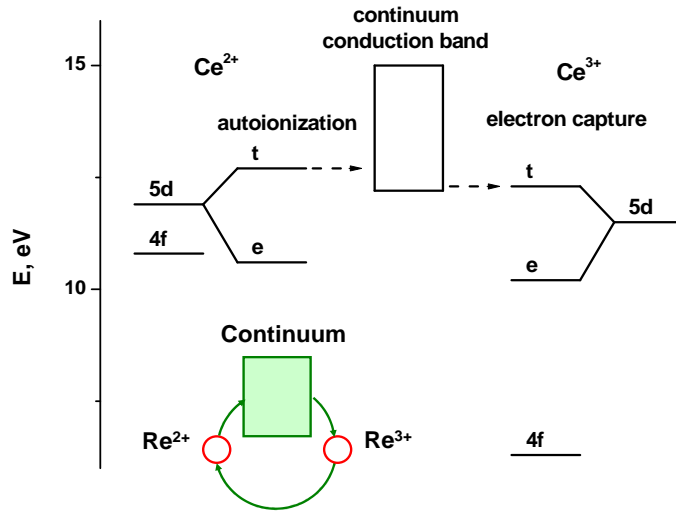 continuum
conduction band
15
Ce²⁺
Ce³⁺
autoionization
electron capture
t
t
5d
5d
4f
e
e
E, eV
10
Continuum
Re²⁺
Re³⁺
4f